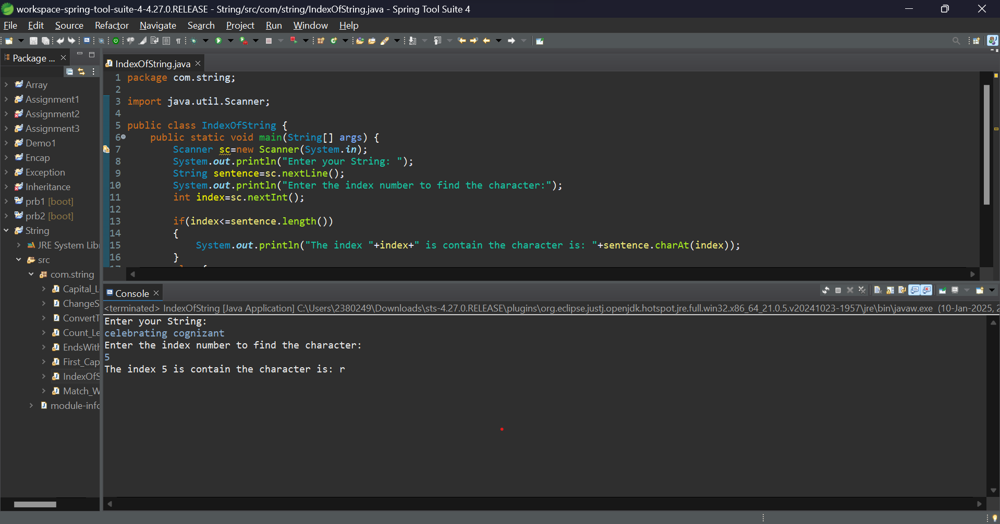 workspace-spring-tool-suite-4-4.27.0.RELEASE - String/src/com/string/IndexOfString.java - Spring Tool Suite 4
File Edit Source Refactor Navigate Search Project Run Window Help
Package ...
Array
Assignment1
Assignment2
Assignment3
Demo1
Encap
Exception
Inheritance
prb1 [boot]
prb2 [boot]
String
JRE System Libr
src
com.string
Capital_L
ChangeS
ConvertT
Count_Le
EndsWith
First_Cap
IndexOfS
Match_W
module-info
IndexOfString.java
1 package com.string;
2
3 import java.util.Scanner;
4
5 public class IndexOfString {
6 public static void main(String[] args) {
7 Scanner sc=new Scanner(System.in);
8 System.out.println("Enter your String: ");
9 String sentence=sc.nextLine();
10 System.out.println("Enter the index number to find the character:");
11 int index=sc.nextInt();
12
13 if(index<=sentence.length())
14 {
15 System.out.println("The index "+index+" is contain the character is: "+sentence.charAt(index));
16 }
Console
<terminated> IndexOfString [Java Application] C:\Users\2380249\Downloads\sts-4.27.0.RELEASE\plugins\org.eclipse.justj.openjdk.hotspot.jre.full.win32.x86_64_21.0.5.v20241023-1957\jre\bin\javaw.exe (10-Jan-2025, 2
Enter your String:
celebrating cognizant
Enter the index number to find the character:
5
The index 5 is contain the character is: r